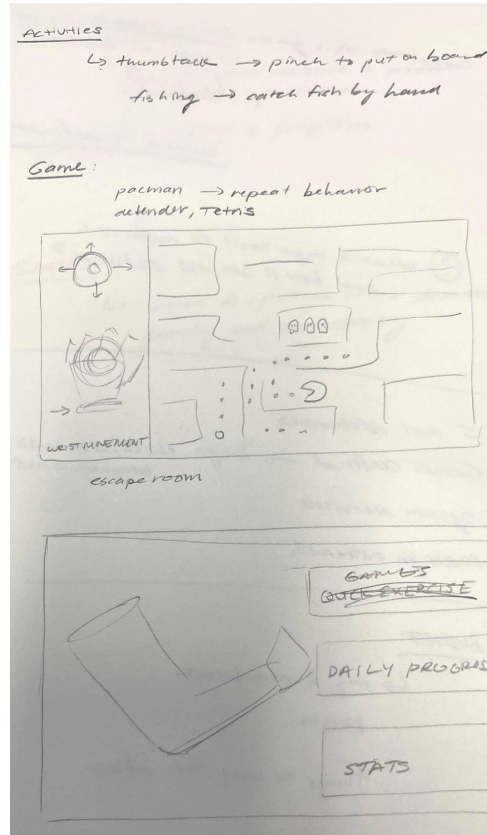 ACTIVITIES
↳ thumbtack → pinch to put on board
fishing → catch fish by hand
Game:
pacman → repeat behavior
defender, Tetris
WRIST MOVEMENT
escape room
GAMES
QUICK EXERCISE
DAILY PROGRES
STATS